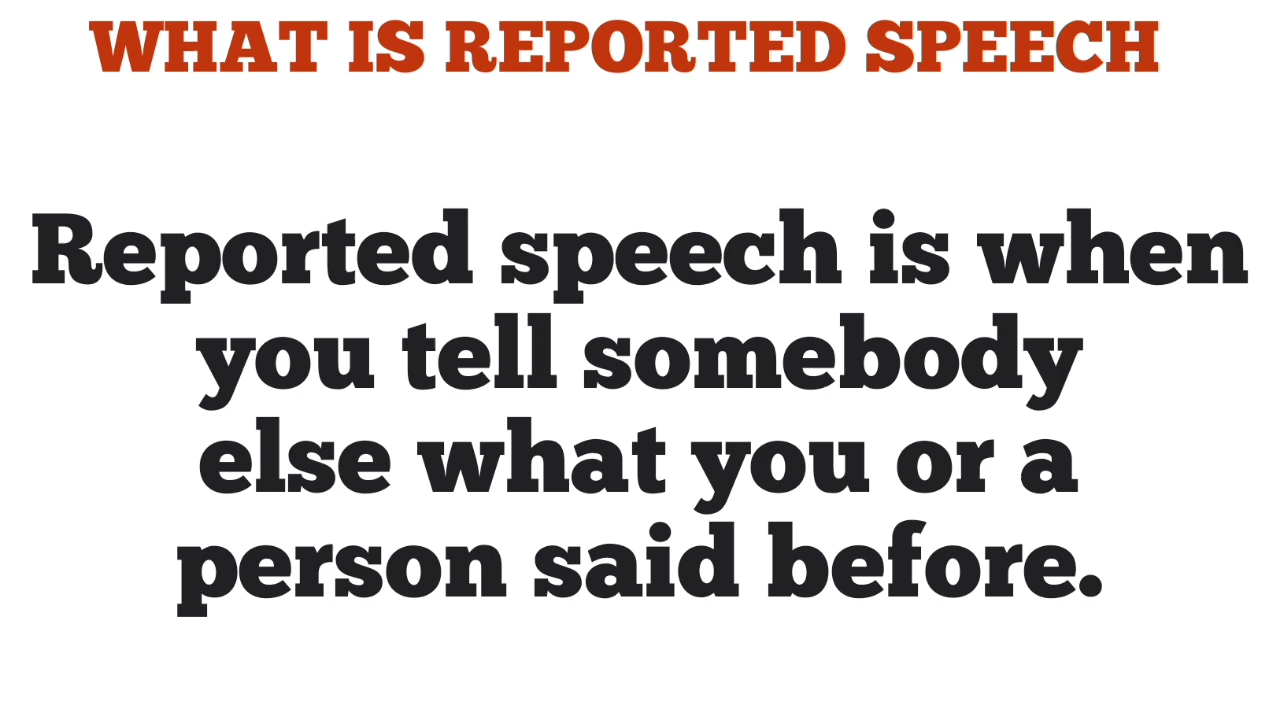 WHAT IS REPORTED SPEECH
Reported speech is when
you tell somebody
else what you or a
person said before.